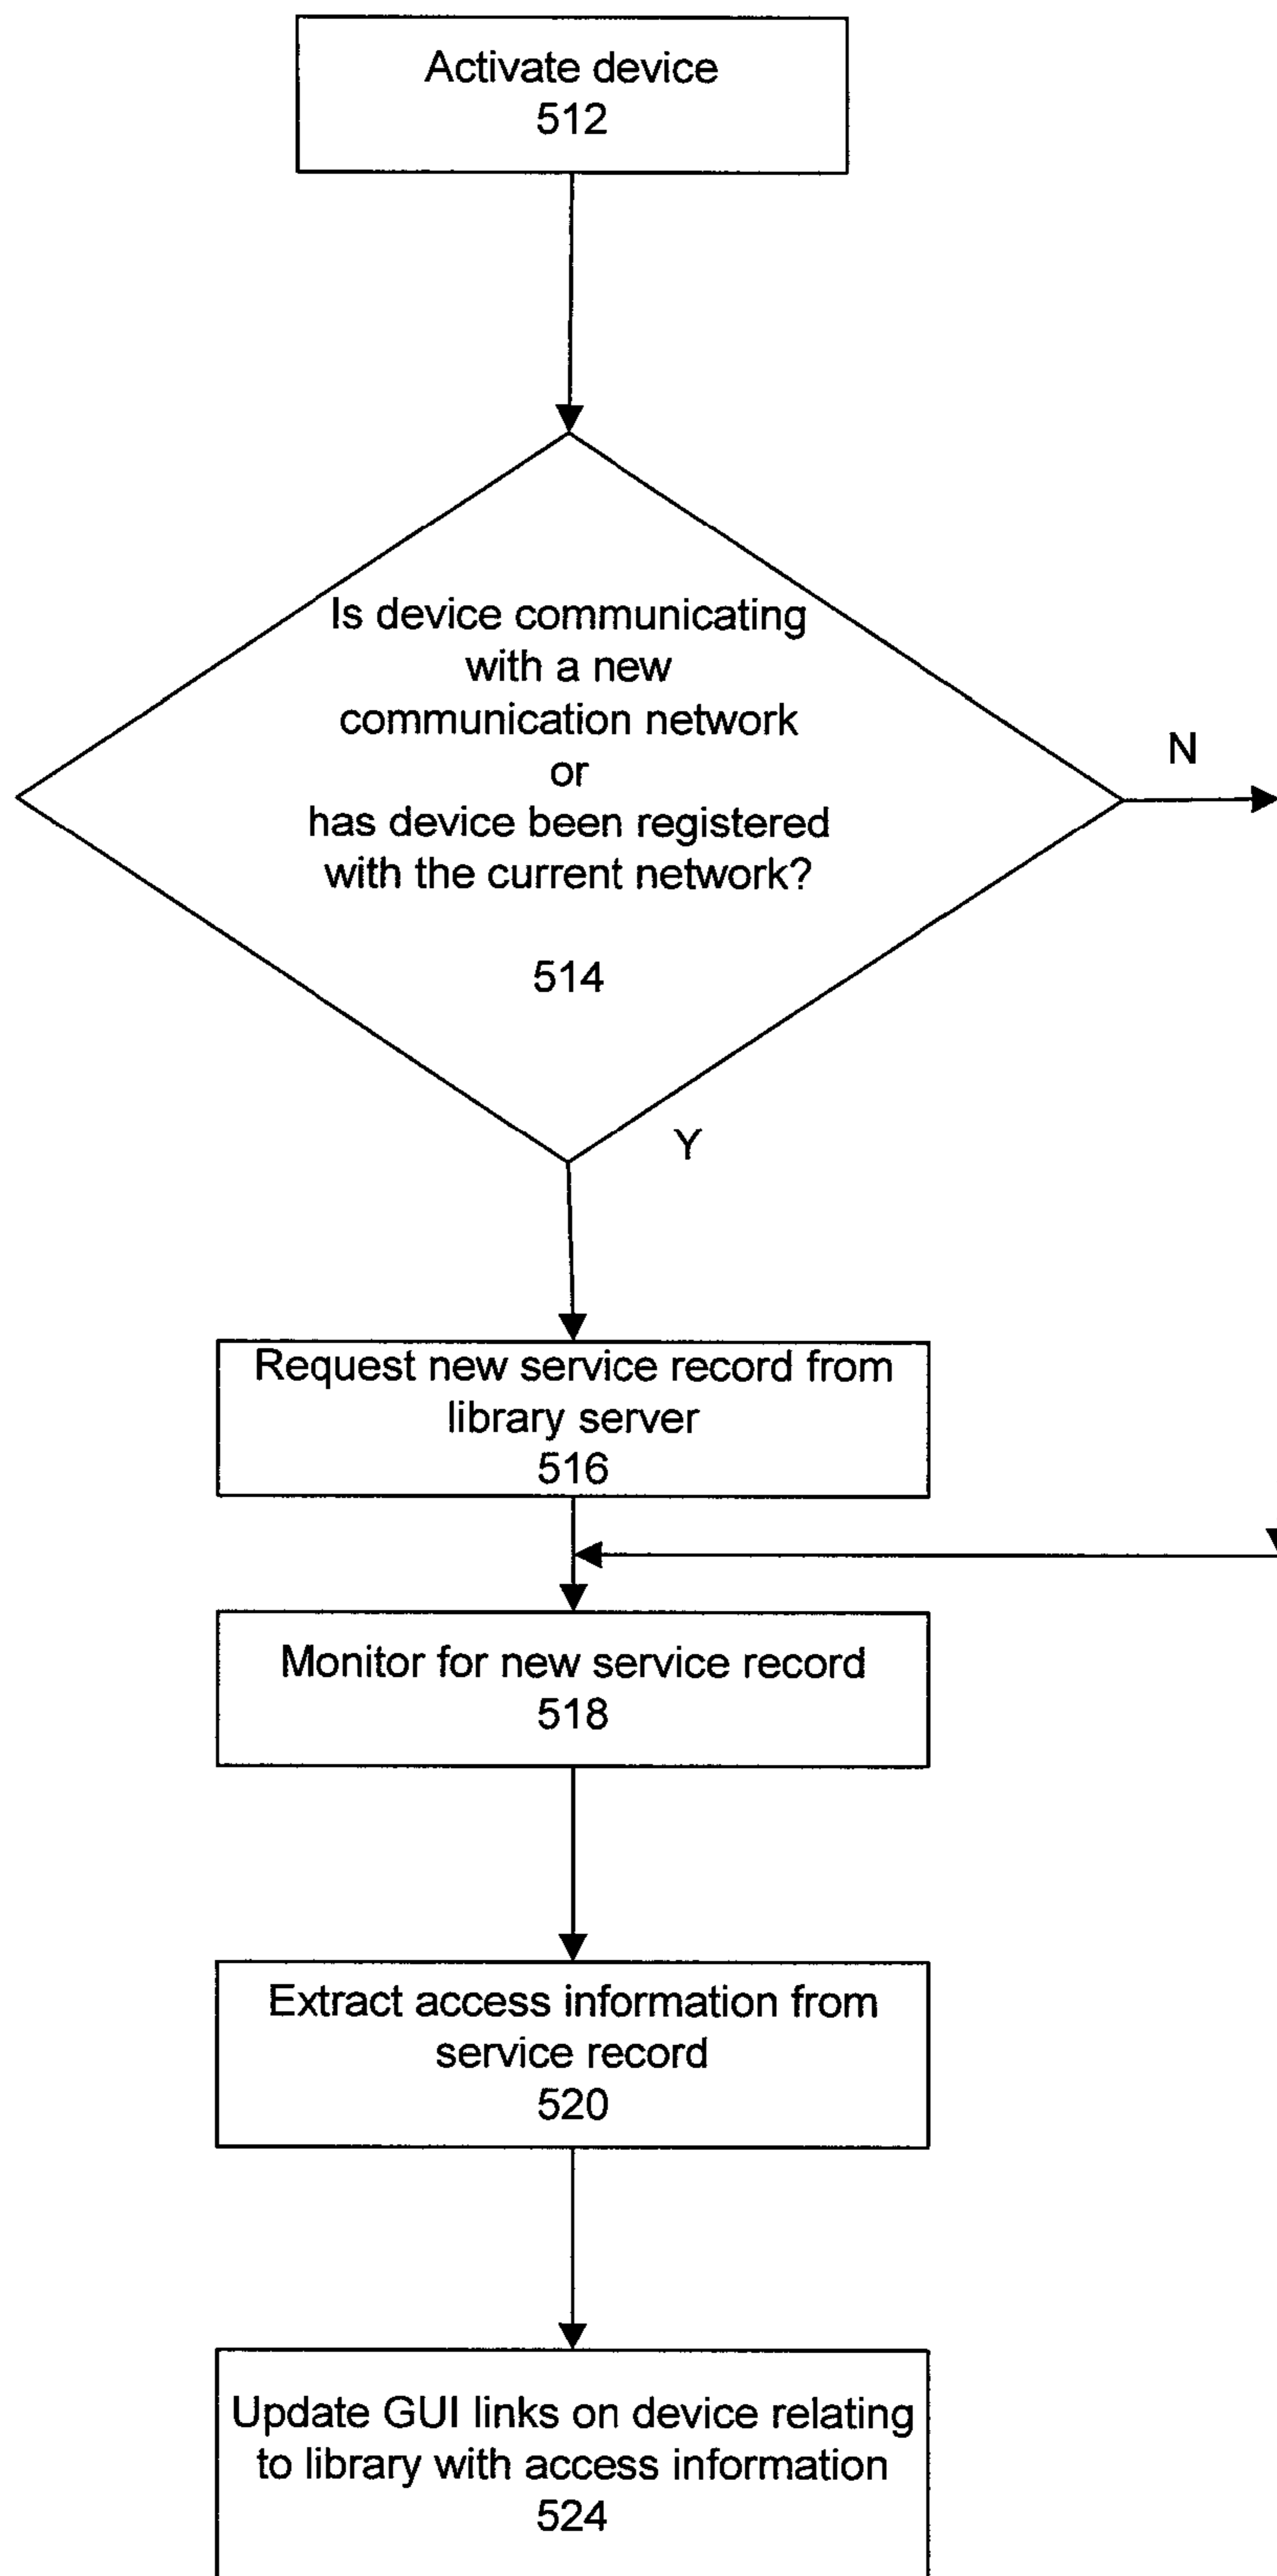 Activate device
512
Is device communicating
with a new
communication network
or
has device been registered
with the current network?
514
N
Y
Request new service record from
library server
516
Monitor for new service record
518
Extract access information from
service record
520
Update GUI links on device relating
to library with access information
524